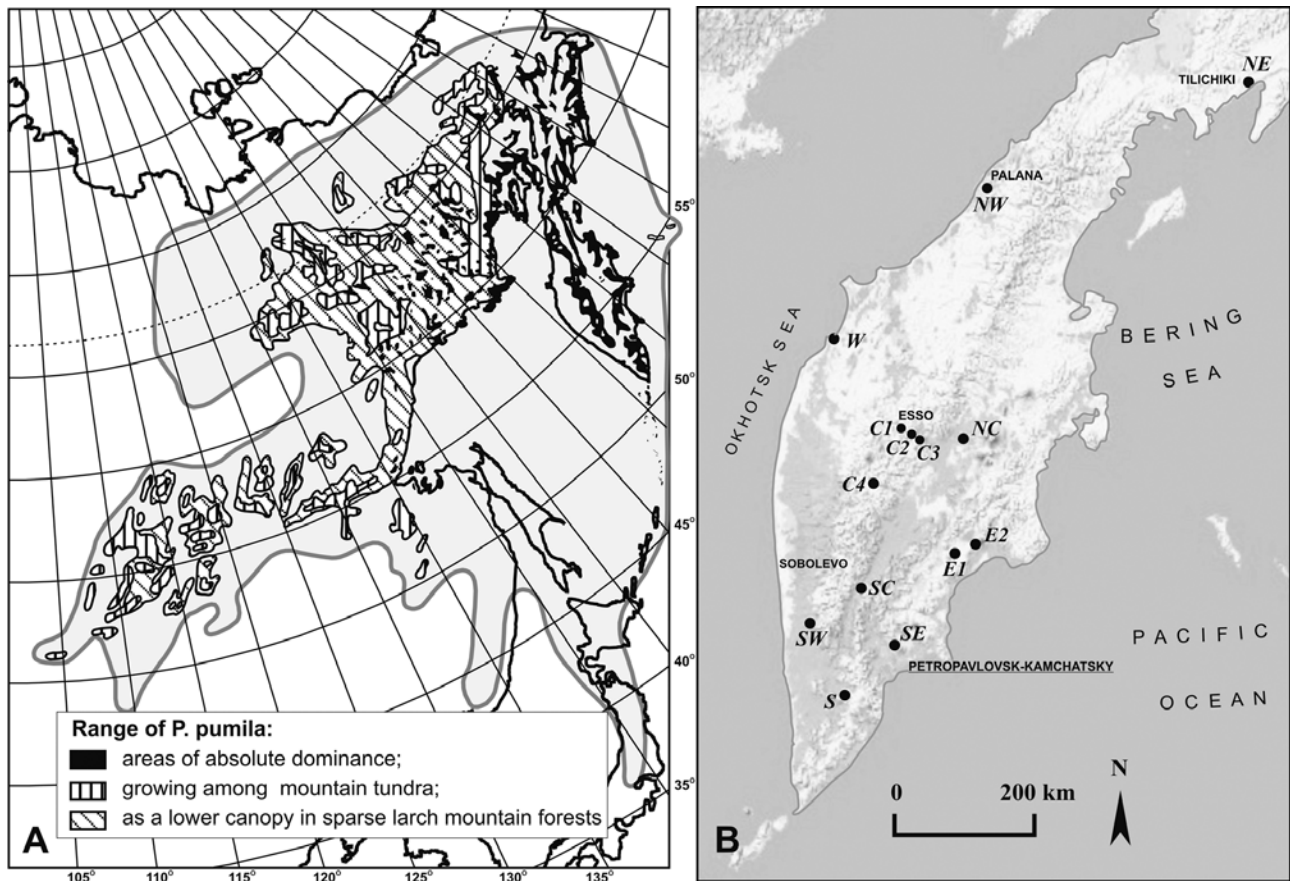 55°
50°
45°
40°
35°
Range of P. pumila:
areas of absolute dominance;
growing among mountain tundra;
as a lower canopy in sparse larch mountain forests
A
105°
110°
115°
120°
125°
130°
135°
NE
TILICHIKI
PALANA
NW
OKHOTSK SEA
W
BERING
SEA
ESSO
C1
C2
C3
NC
C4
E2
E1
SOBOLEVO
SC
SW
SE
PETROPAVLOVSK-KAMCHATSKY
S
PACIFIC
OCEAN
N
0 200 km
B